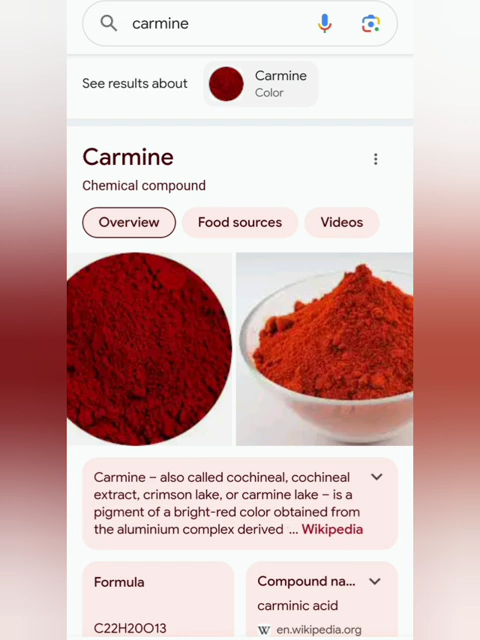 carmine
See results about
Carmine
Color
Carmine
Chemical compound
Overview
Food sources
Videos
Carmine – also called cochineal, cochineal
extract, crimson lake, or carmine lake – is a
pigment of a bright-red color obtained from
the aluminium complex derived ... Wikipedia
Formula
C22H20O13
Compound na...
carminic acid
W en.wikipedia.org